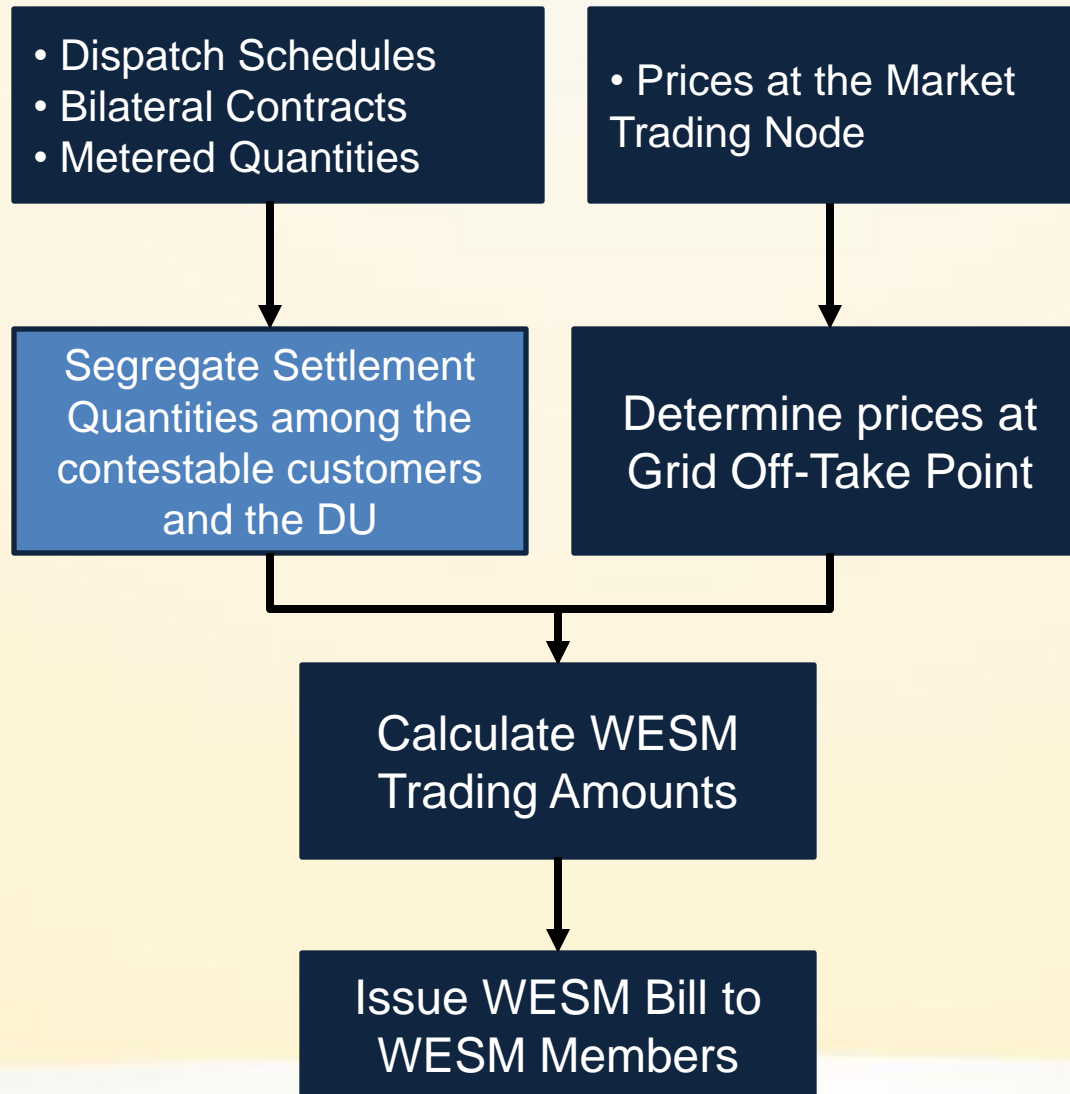 • Dispatch Schedules
• Bilateral Contracts
• Metered Quantities
• Prices at the Market
Trading Node
Segregate Settlement
Quantities among the
contestable customers
and the DU
Determine prices at
Grid Off-Take Point
Calculate WESM
Trading Amounts
Issue WESM Bill to
WESM Members